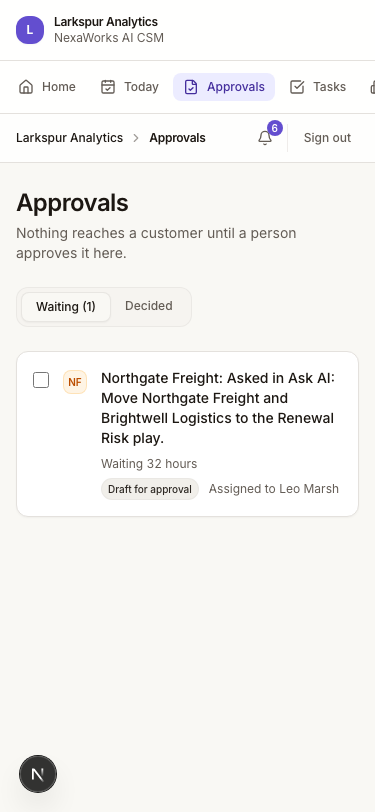 L
Larkspur Analytics
NexaWorks AI CSM
Home
Today
Approvals
Tasks
Larkspur Analytics > Approvals
6
Sign out
Approvals
Nothing reaches a customer until a person
approves it here.
Waiting (1)
Decided
NF
Northgate Freight: Asked in Ask AI:
Move Northgate Freight and
Brightwell Logistics to the Renewal
Risk play.
Waiting 32 hours
Draft for approval
Assigned to Leo Marsh
N